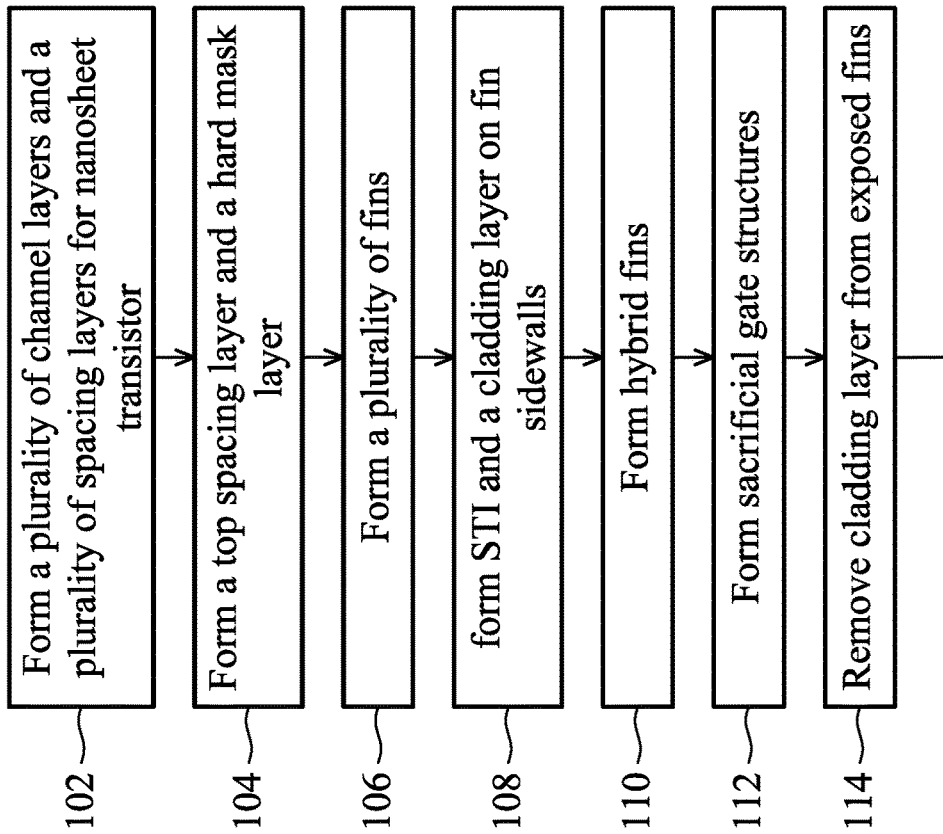 102
Form a plurality of channel layers and a
plurality of spacing layers for nanosheet
transistor
104
Form a top spacing layer and a hard mask
layer
106
Form a plurality of fins
108
form STI and a cladding layer on fin
sidewalls
110
Form hybrid fins
112
Form sacrificial gate structures
114
Remove cladding layer from exposed fins